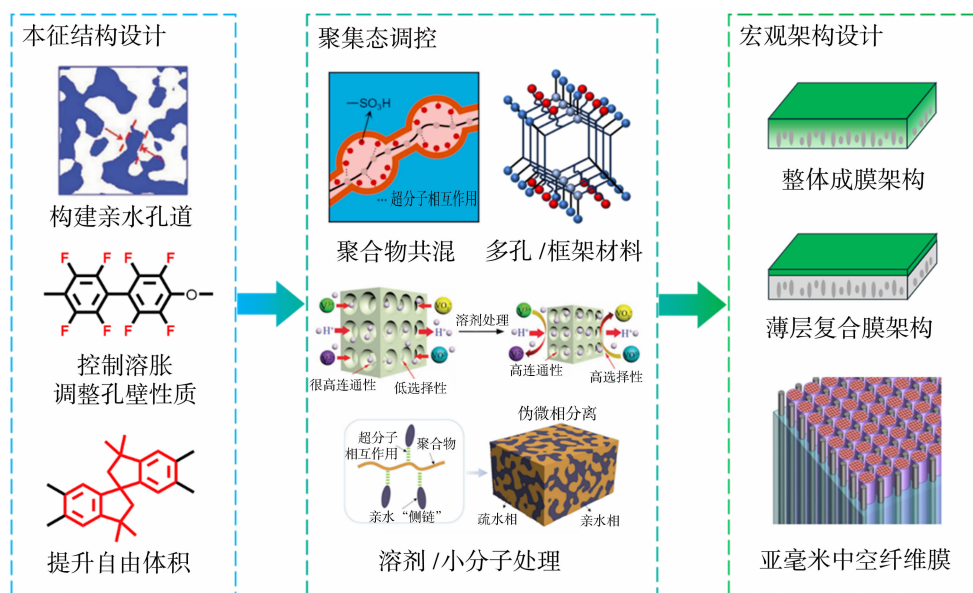 本征结构设计
构建亲水孔道
F F F F
O
F F F F
控制溶胀
调整孔壁性质
提升自由体积
聚集态调控
—SO₃H
··· 超分子相互作用
聚合物共混
多孔/框架材料
H⁺
H⁺
很高连通性
低选择性
溶剂处理
H⁺
H⁺
高连通性
高选择性
超分子
相互作用
聚合物
亲水“侧链”
伪微相分离
疏水相
亲水相
溶剂/小分子处理
宏观架构设计
整体成膜架构
薄层复合膜架构
亚毫米中空纤维膜